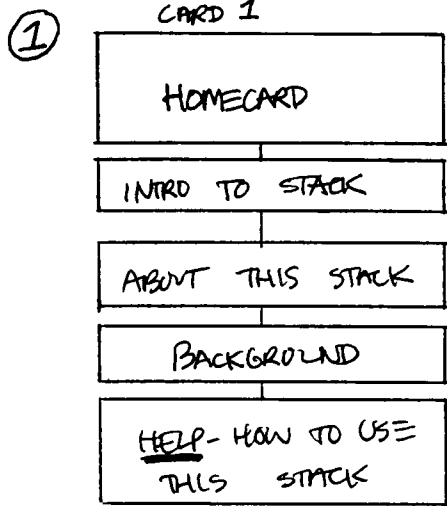 1
CARD 1
HOMECARD
INTRO TO STACK
ABOUT THIS STACK
BACKGROUND
HELP - HOW TO USE
THIS STACK